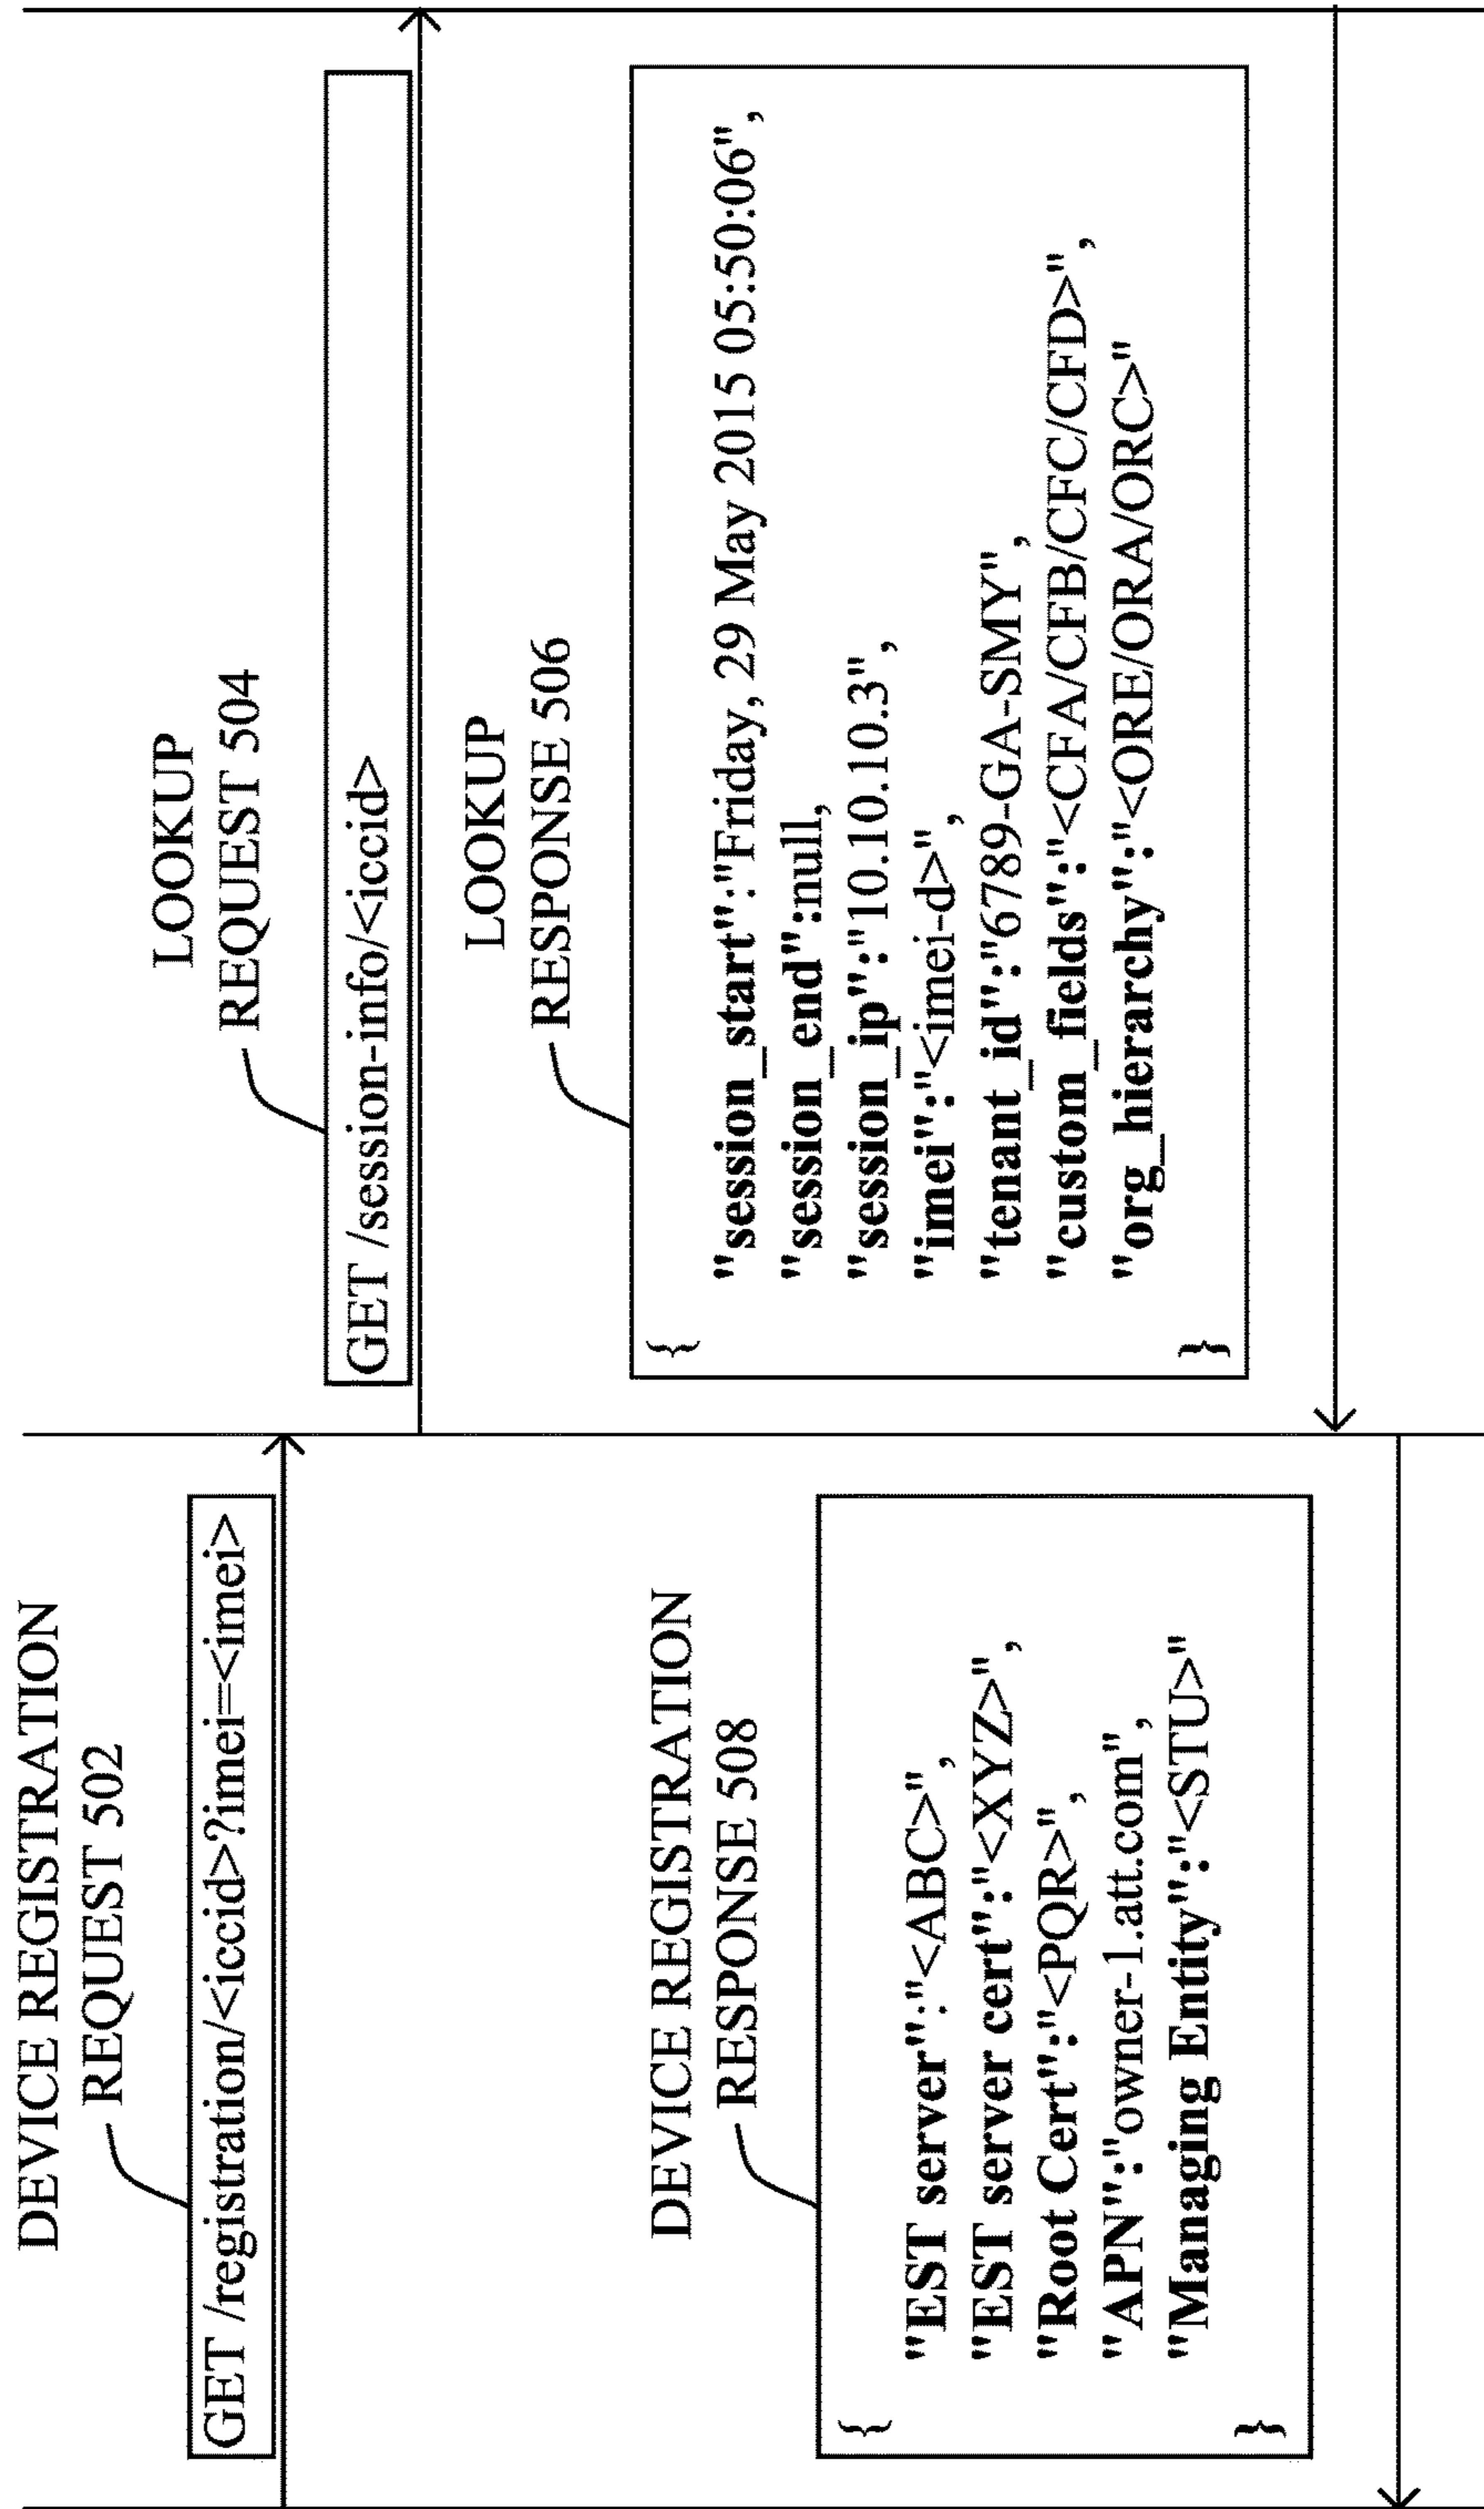 DEVICE REGISTRATION
REQUEST 502
GET /registration/<iccid>?imei=<imei>
LOOKUP
REQUEST 504
GET /session-info/<iccid>
LOOKUP
RESPONSE 506
{
"session_start":"Friday, 29 May 2015 05:50:06",
"session_end":null,
"session_ip":"10.10.10.3",
"imei":"<imei-d>",
"tenant_id":"6789-GA-SMY",
"custom_fields":"<CFA/CFB/CFC/CFD>",
"org_hierarchy":"<ORE/ORA/ORC>"
}
DEVICE REGISTRATION
RESPONSE 508
{
"EST server":"<ABC>",
"EST server cert":"<XYZ>",
"Root Cert":"<PQR>",
"APN":"owner-1.att.com",
"Managing Entity":"<STU>"
}